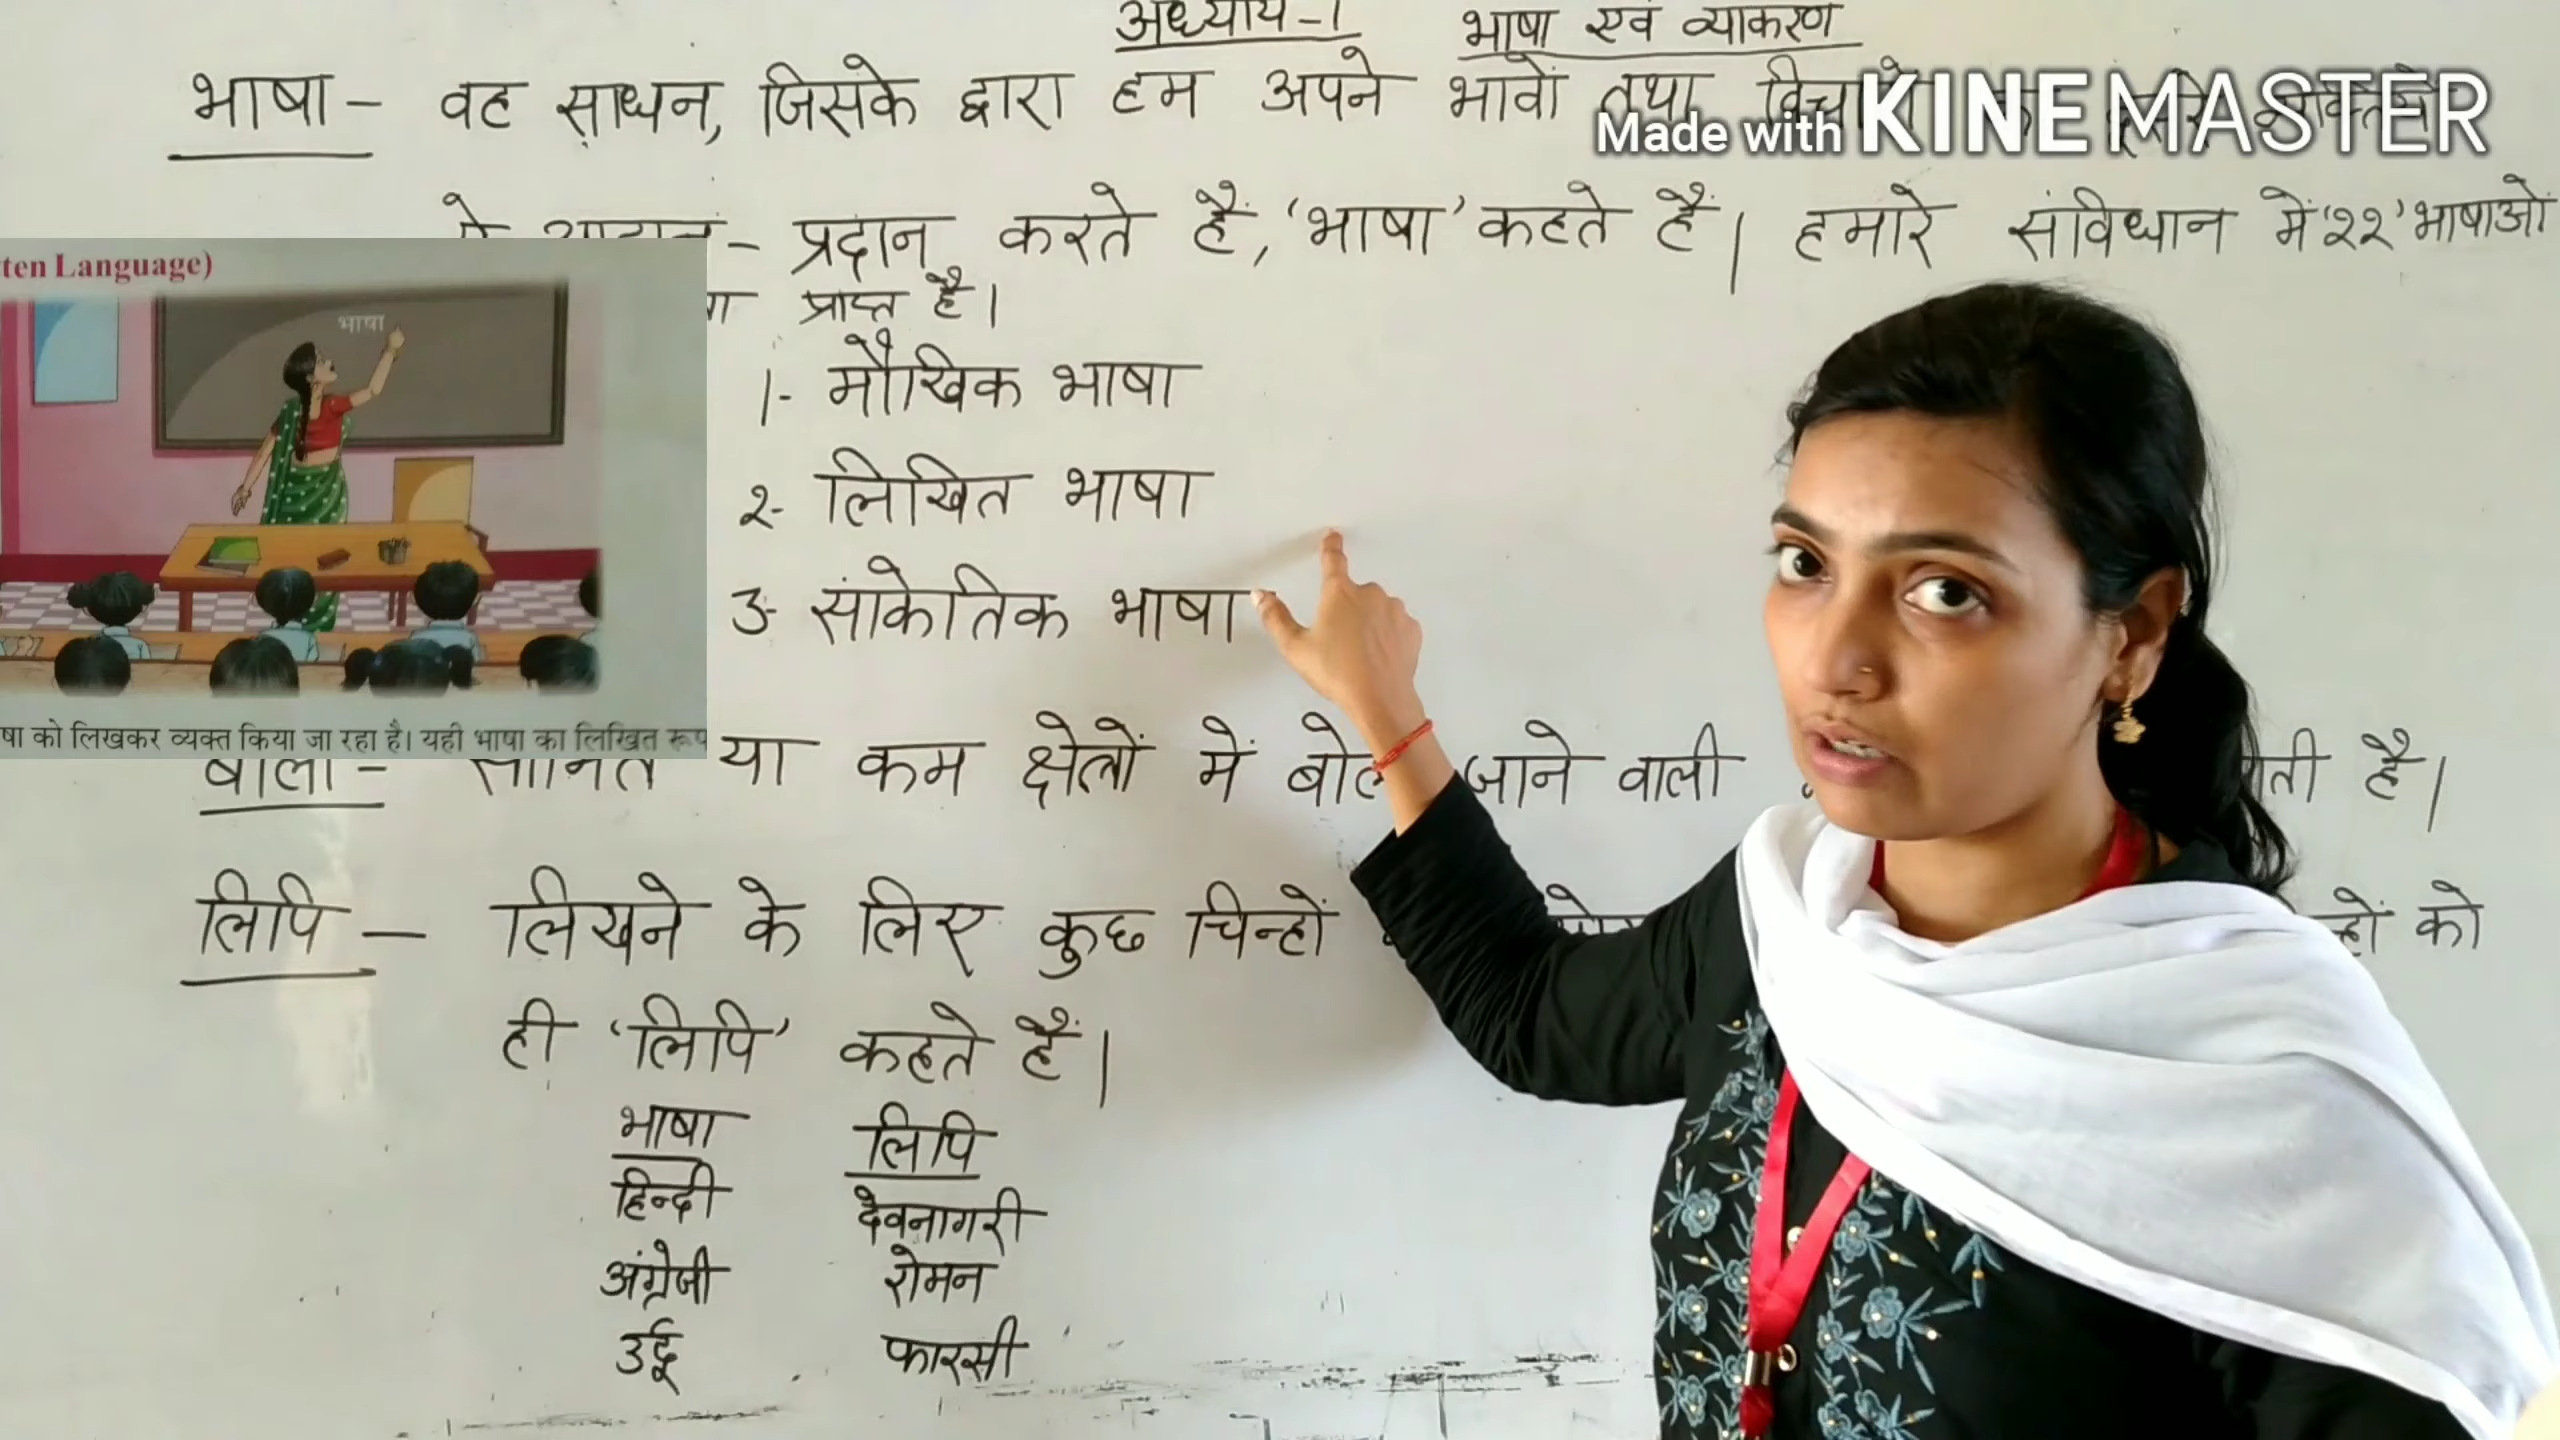 अध्याय-1 भाषा एवं व्याकरण
भाषा - वह साधन, जिसके द्वारा हम अपने भावों तथा
Made with KINEMASTER
प्रदान करते हैं, 'भाषा' कहते हैं। हमारे संविधान में '२२' भाषाओं
प्राप्त है।
ten Language)
भाषा
1- मौखिक भाषा
२- लिखित भाषा
3- सांकेतिक भाषा
को लिखकर व्यक्त किया जा रहा है। यही भाषा का लिखित रूप
बोली - या कम क्षेत्रों में जाने वाली है।
लिपि - लिखने के लिए कुछ चिन्हों को
ही 'लिपि' कहते हैं।
भाषा लिपि
हिन्दी देवनागरी
अंग्रेजी रोमन
उर्दू फारसी